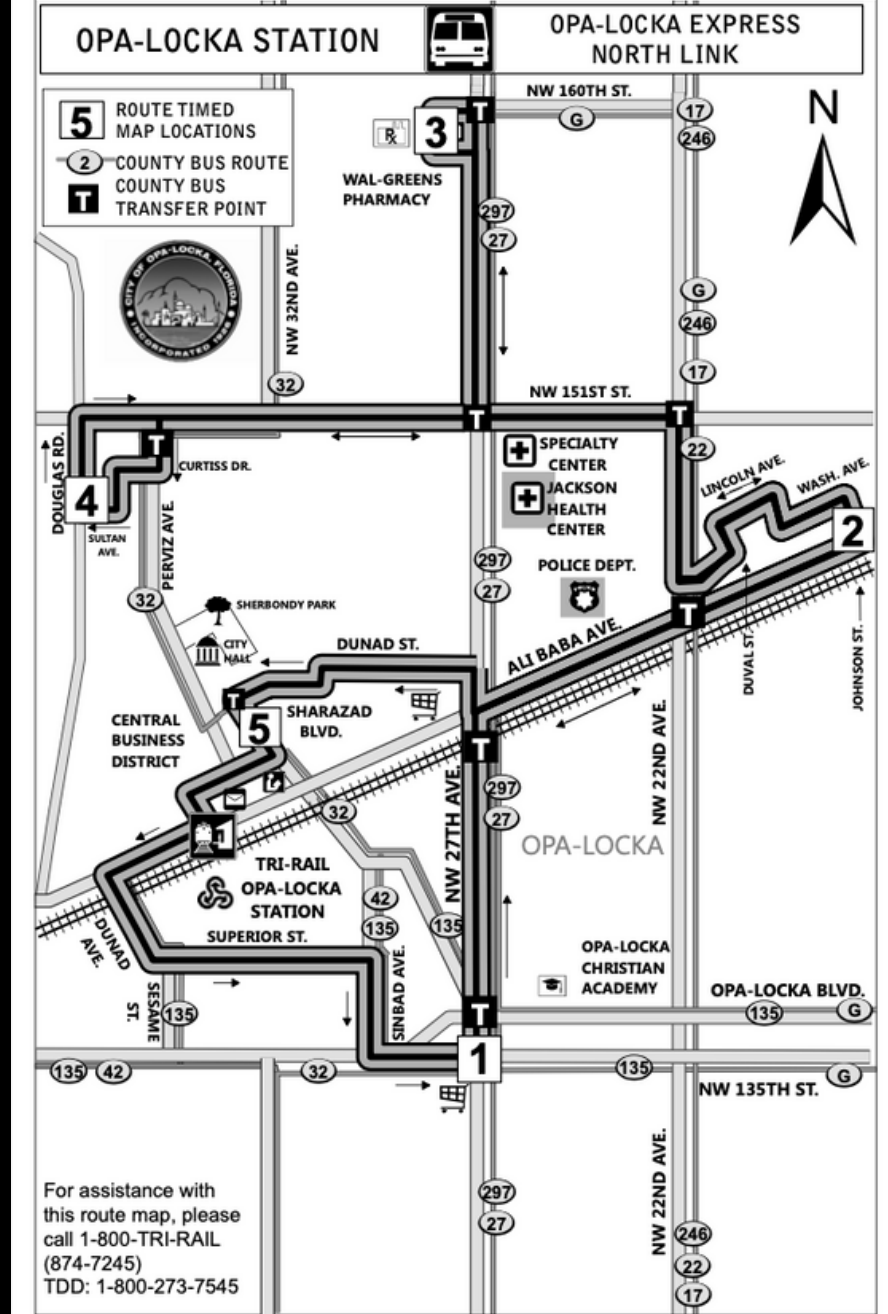 OPA-LOCKA STATION
OPA-LOCKA EXPRESS
NORTH LINK
5 ROUTE TIMED
MAP LOCATIONS
2 COUNTY BUS ROUTE
T COUNTY BUS
TRANSFER POINT
CITY OF OPA-LOCKA, FLORIDA
INCORPORATED 1926
NW 160TH ST.
G
17
246
N
T
3
Rx
WAL-GREENS
PHARMACY
297
27
NW 32ND AVE.
G
246
17
32
NW 151ST ST.
T
T
T
22
DOUGLAS RD.
CURTISS DR.
4
SULTAN
AVE.
PERVIZ AVE.
SPECIALTY
CENTER
JACKSON
HEALTH
CENTER
LINCOLN AVE.
WASH. AVE.
2
297
27
POLICE DEPT.
32
SHERBONDY PARK
CITY
HALL
DUNAD ST.
ALI BABA AVE.
T
DUVAL ST.
JOHNSON ST.
T
5
SHARAZAD
BLVD.
CENTRAL
BUSINESS
DISTRICT
T
NW 27TH AVE.
297
27
NW 22ND AVE.
32
OPA-LOCKA
TRI-RAIL
OPA-LOCKA
STATION
42
135
135
DUNAD
AVE.
SUPERIOR ST.
SINBAD AVE.
SESAME
ST.
135
OPA-LOCKA
CHRISTIAN
ACADEMY
OPA-LOCKA BLVD.
135
G
T
1
135
42
32
135
G
NW 135TH ST.
NW 22ND AVE.
297
27
246
22
17
For assistance with
this route map, please
call 1-800-TRI-RAIL
(874-7245)
TDD: 1-800-273-7545